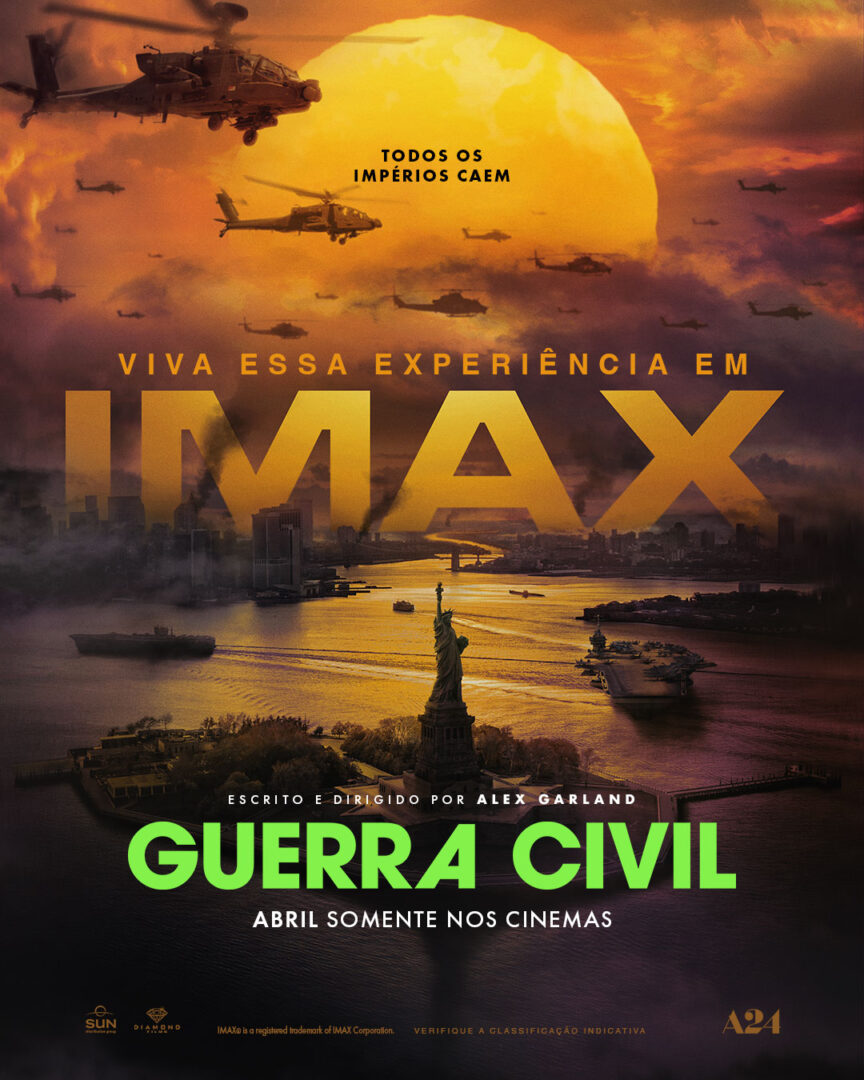 TODOS OS
IMPÉRIOS CAEM
VIVA ESSA EXPERIÊNCIA EM
IMAX
ESCRITO E DIRIGIDO POR ALEX GARLAND
GUERRA CIVIL
ABRIL SOMENTE NOS CINEMAS
SUN
DIAMOND
FILMS
IMAX® is a registered trademark of IMAX Corporation.
VERIFIQUE A CLASSIFICAÇÃO INDICATIVA
A24